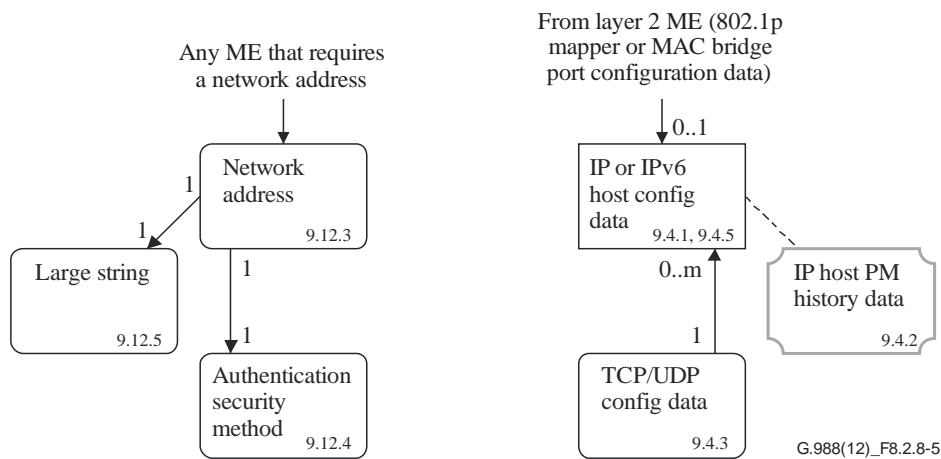 Any ME that requires
a network address
From layer 2 ME (802.1p
mapper or MAC bridge
port configuration data)
0..1
Network
address
9.12.3
1
1
Large string
9.12.5
1
1
Authentication
security
method
9.12.4
IP or IPv6
host config
data
9.4.1, 9.4.5
0..m
1
IP host PM
history data
9.4.2
TCP/UDP
config data
9.4.3
G.988(12)_F8.2.8-5